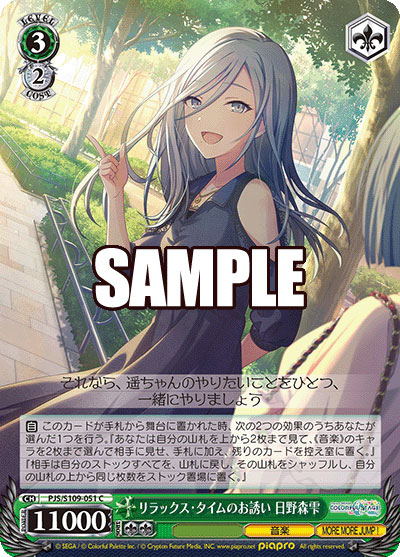 LEVEL
3
2
COST
SAMPLE
それなら、遥ちゃんのやりたいことをひとつ、
一緒にやりましょう
自 このカードが手札から舞台に置かれた時、次の2つの効果のうちあなたが
選んだ1つを行う。『あなたは自分の山札を上から2枚まで見て、《音楽》のキャ
ラを2枚まで選んで相手に見せ、手札に加え、残りのカードを控え室に置く。』
『相手は自分のストックすべてを、山札に戻し、その山札をシャッフルし、自分
の山札の上から同じ枚数をストック置場に置く。』
CH PJS/S109-051 C
リラックス・タイムのお誘い 日野森雫
COLORFUL STAGE!
POWER
11000
SOUL
音楽
MORE MORE JUMP!
© SEGA / © Colorful Palette Inc. / © Crypton Future Media, INC. www.piapro.net piapro All rights reserved.